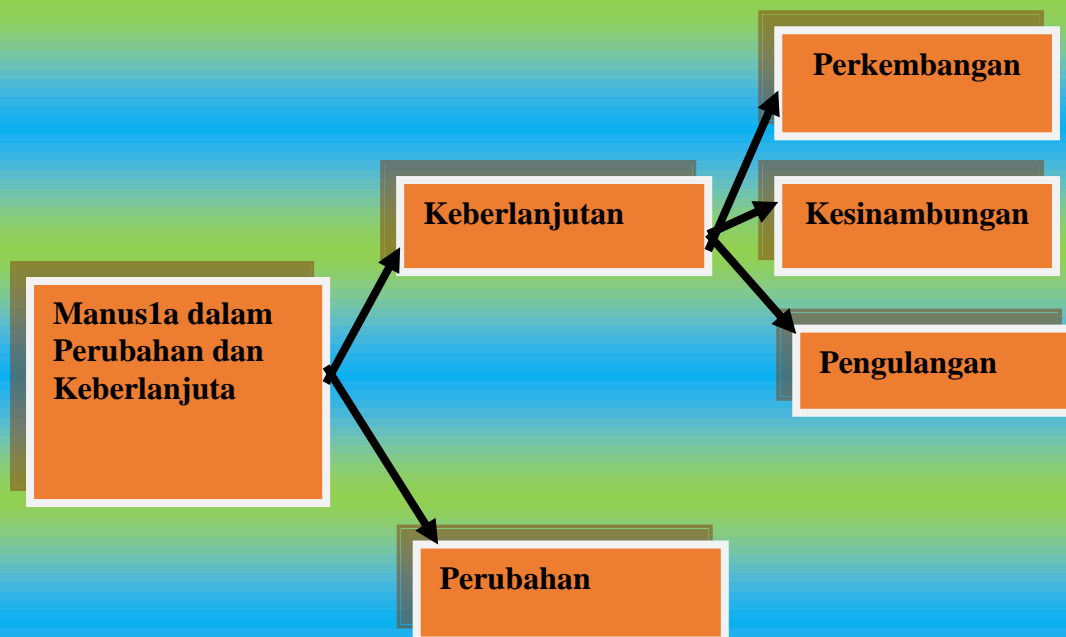 Perkembangan
Keberlanjutan
Kesinambungan
Manus1a dalam
Perubahan dan
Keberlanjuta
Pengulangan
Perubahan